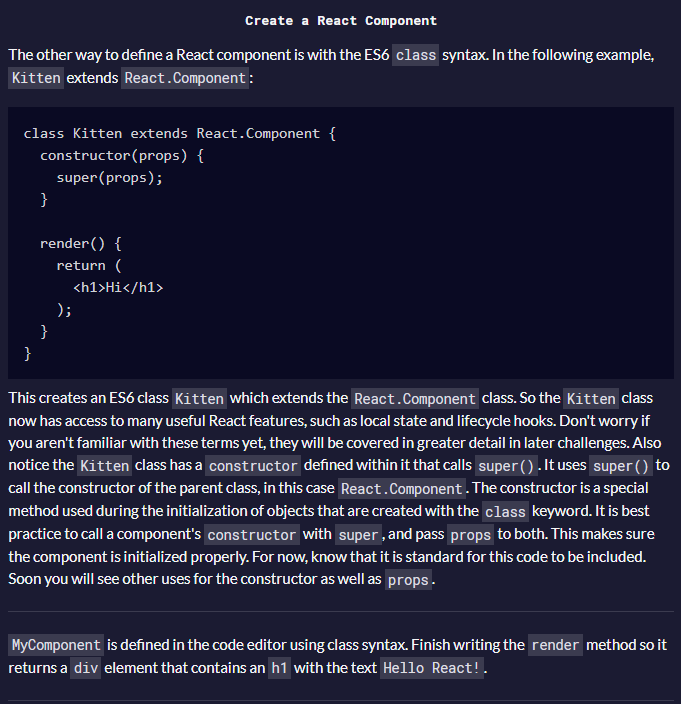 Create a React Component
The other way to define a React component is with the ES6 class syntax. In the following example,
Kitten extends React.Component:
class Kitten extends React.Component {
  constructor(props) {
    super(props);
  }

  render() {
    return (
      <h1>Hi</h1>
    );
  }
}
This creates an ES6 class Kitten which extends the React.Component class. So the Kitten class
now has access to many useful React features, such as local state and lifecycle hooks. Don't worry if
you aren't familiar with these terms yet, they will be covered in greater detail in later challenges. Also
notice the Kitten class has a constructor defined within it that calls super(). It uses super() to
call the constructor of the parent class, in this case React.Component. The constructor is a special
method used during the initialization of objects that are created with the class keyword. It is best
practice to call a component's constructor with super, and pass props to both. This makes sure
the component is initialized properly. For now, know that it is standard for this code to be included.
Soon you will see other uses for the constructor as well as props.
MyComponent is defined in the code editor using class syntax. Finish writing the render method so it
returns a div element that contains an h1 with the text Hello React!.